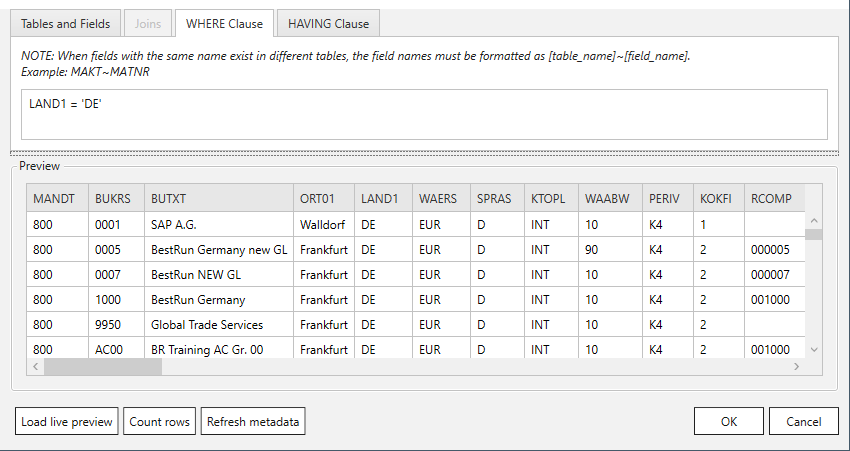 Tables and Fields Joins WHERE Clause HAVING Clause
NOTE: When fields with the same name exist in different tables, the field names must be formatted as [table_name]~[field_name].
Example: MAKT~MATNR
LAND1 = 'DE'
Preview
MANDT BUKRS BUTXT ORT01 LAND1 WAERS SPRAS KTOPL WAABW PERIV KOKFI RCOMP
800 0001 SAP A.G. Walldorf DE EUR D INT 10 K4 1
800 0005 BestRun Germany new GL Frankfurt DE EUR D INT 90 K4 2 000005
800 0007 BestRun NEW GL Frankfurt DE EUR D INT 10 K4 2 000007
800 1000 BestRun Germany Frankfurt DE EUR D INT 10 K4 2 001000
800 9950 Global Trade Services Frankfurt DE EUR D INT 10 K4 2
800 AC00 BR Training AC Gr. 00 Frankfurt DE EUR D INT 10 K4 2 001000
Load live preview Count rows Refresh metadata OK Cancel